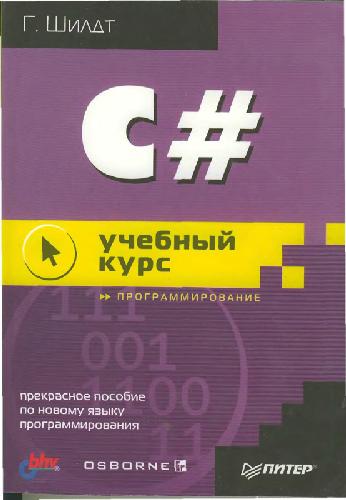 Г. Шилдт
C#
учебный
курс
программирование
111
001
1100
11
прекрасное пособие
по новому языку
программирования
bhv®
OSBORNE
ПИТЕР®